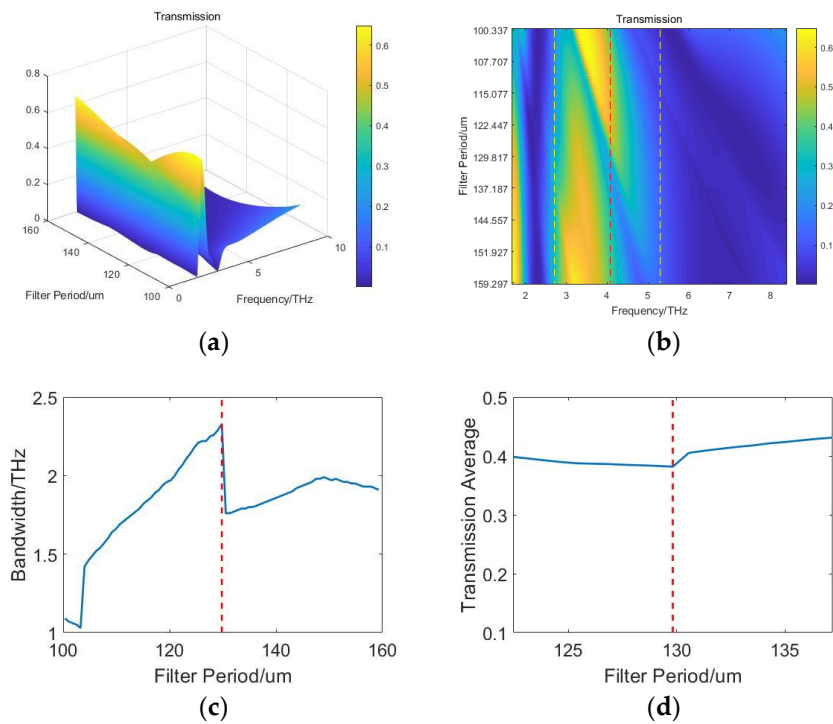 Transmission
0.8
0.6
0.4
0.2
0
160
140
120
100
0
5
10
Filter Period/um
Frequency/THz
0.6
0.5
0.4
0.3
0.2
0.1
(a)
Transmission
100.337
107.707
115.077
122.447
129.817
137.187
144.557
151.927
159.297
Filter Period/um
2 3 4 5 6 7 8
Frequency/THz
0.6
0.5
0.4
0.3
0.2
0.1
(b)
2.5
2
1.5
1
Bandwidth/THz
100 120 140 160
Filter Period/um
(c)
0.5
0.4
0.3
0.2
0.1
Transmission Average
125 130 135
Filter Period/um
(d)